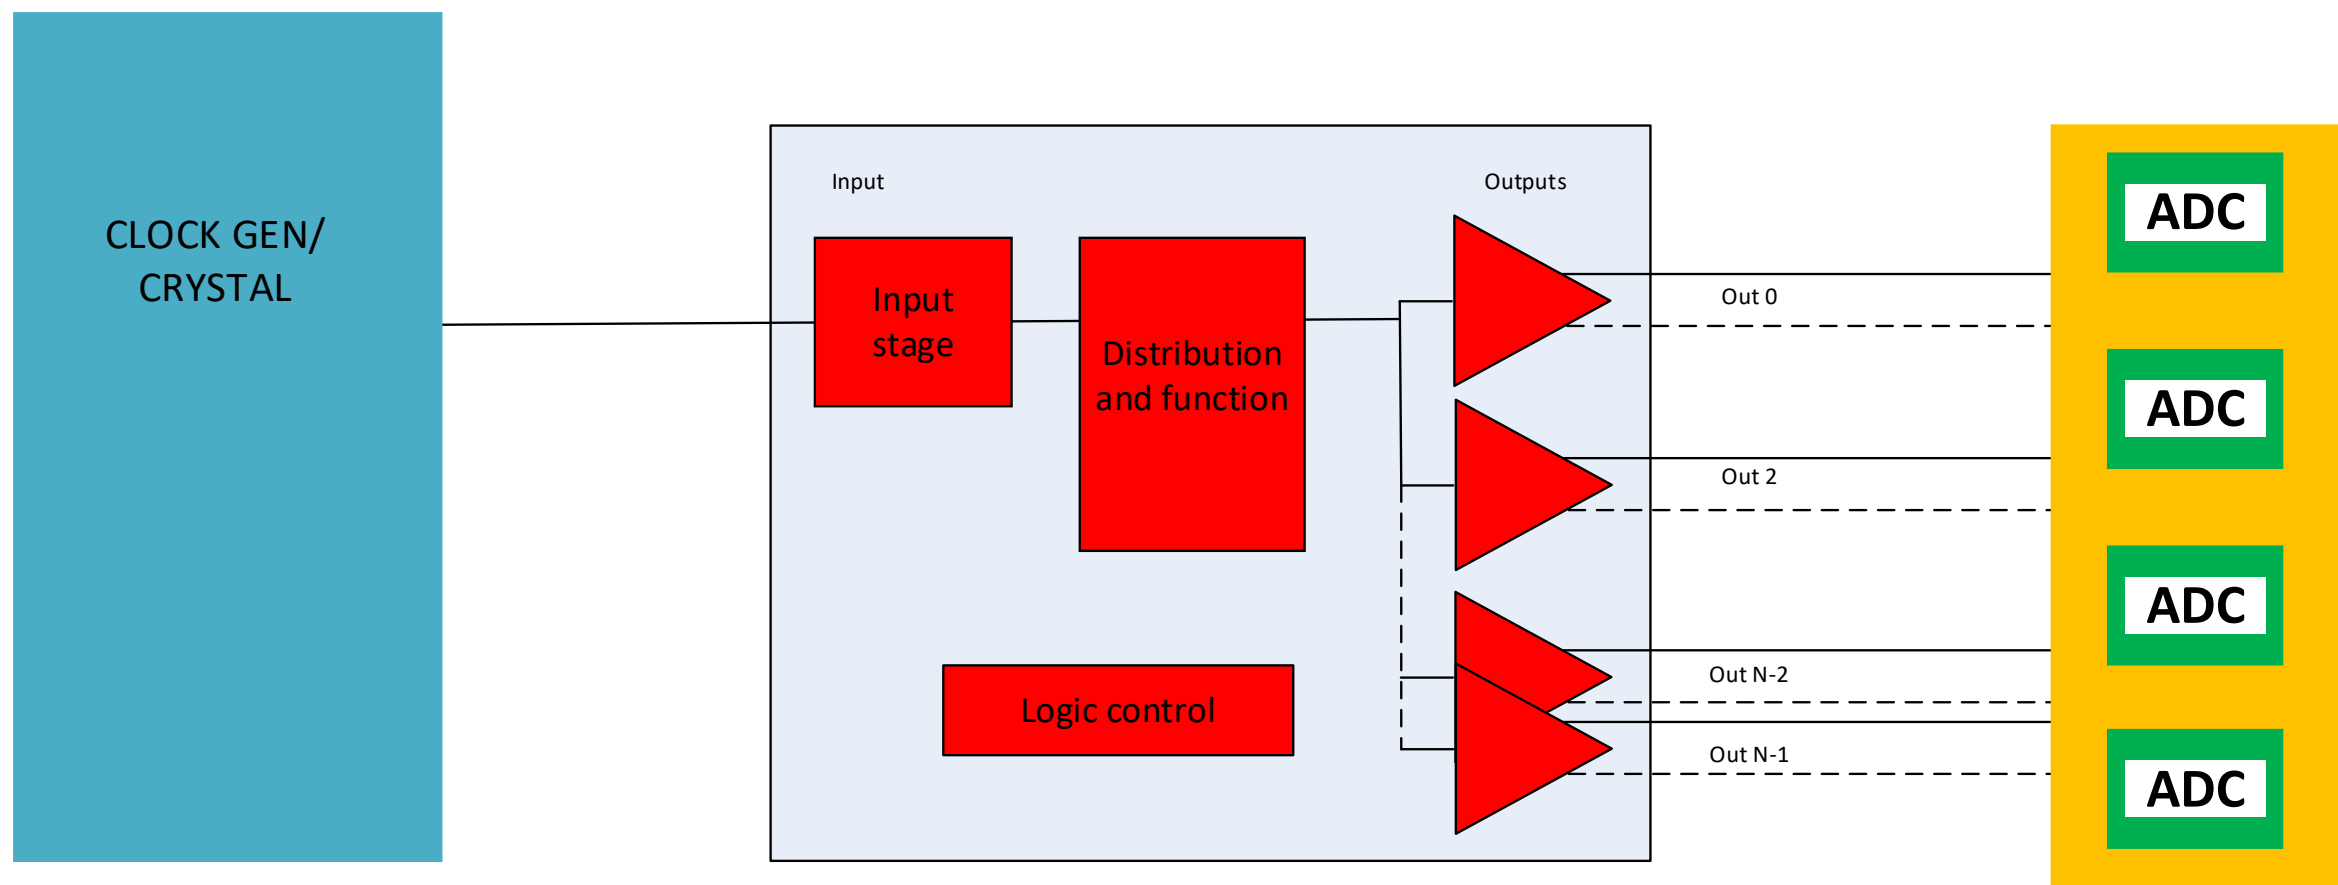 CLOCK GEN/
CRYSTAL
Input
Outputs
Input
stage
Distribution
and function
Logic control
Out 0
Out 2
Out N-2
Out N-1
ADC
ADC
ADC
ADC